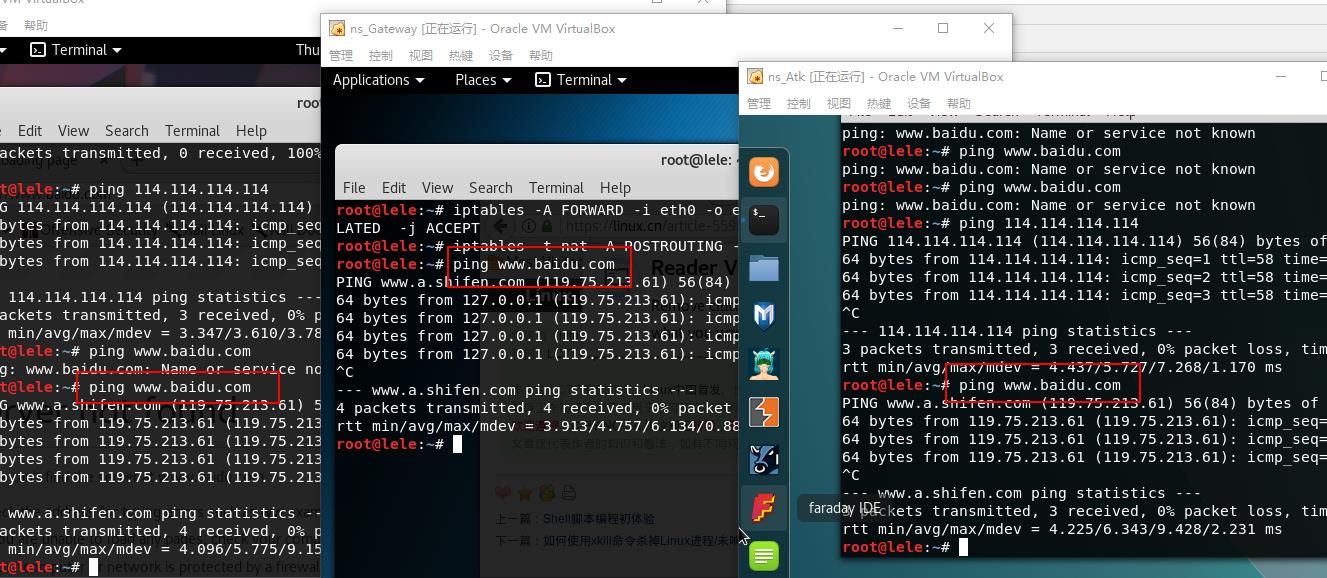 ualBox
备 帮助
Terminal
Thu
root
Edit View Search Terminal Help
ackets transmitted, 0 received, 100%
t@lele:~# ping 114.114.114.114
G 114.114.114.114 (114.114.114.114)
bytes from 114.114.114.114: icmp_seq
bytes from 114.114.114.114: icmp_seq
bytes from 114.114.114.114: icmp_seq
114.114.114.114 ping statistics ---
ackets transmitted, 3 received, 0% p
min/avg/max/mdev = 3.347/3.610/3.78
t@lele:~# ping www.baidu.com
g: www.baidu.com: Name or service no
t@lele:~# ping www.baidu.com
G www.a.shifen.com (119.75.213.61) 5
bytes from 119.75.213.61 (119.75.213
bytes from 119.75.213.61 (119.75.213
bytes from 119.75.213.61 (119.75.213
bytes from 119.75.213.61 (119.75.213
www.a.shifen.com ping statistics ---
ackets transmitted, 4 received, 0%
min/avg/max/mdev = 4.096/5.775/9.15
t@lele:~#
network is protected by a firewal
ns_Gateway [正在运行] - Oracle VM VirtualBox
管理 控制 视图 热键 设备 帮助
Applications Places Terminal
root@lele: ~
File Edit View Search Terminal Help
root@lele:~# iptables -A FORWARD -i eth0 -o e
LATED -j ACCEPT
root@lele:~# iptables -t nat -A POSTROUTING -
root@lele:~# ping www.baidu.com
PING www.a.shifen.com (119.75.213.61) 56(84)
64 bytes from 127.0.0.1 (119.75.213.61): icmp
64 bytes from 127.0.0.1 (119.75.213.61): icmp
64 bytes from 127.0.0.1 (119.75.213.61): icmp
64 bytes from 127.0.0.1 (119.75.213.61): icmp
^C
--- www.a.shifen.com ping statistics ---
4 packets transmitted, 4 received, 0% packet
rtt min/avg/max/mdev = 3.913/4.757/6.134/0.88
root@lele:~#
https://linux.cn/article-559
Reader V
上一篇：Shell脚本编程初体验
下一篇：如何使用xkill命令杀掉Linux进程/未响
ns_Atk [正在运行] - Oracle VM VirtualBox
管理 控制 视图 热键 设备 帮助
ping: www.baidu.com: Name or service not known
root@lele:~# ping www.baidu.com
ping: www.baidu.com: Name or service not known
root@lele:~# ping www.baidu.com
ping: www.baidu.com: Name or service not known
root@lele:~# ping 114.114.114.114
PING 114.114.114.114 (114.114.114.114) 56(84) bytes of
64 bytes from 114.114.114.114: icmp_seq=1 ttl=58 time=
64 bytes from 114.114.114.114: icmp_seq=2 ttl=58 time=
64 bytes from 114.114.114.114: icmp_seq=3 ttl=58 time=
^C
--- 114.114.114.114 ping statistics ---
3 packets transmitted, 3 received, 0% packet loss, tim
rtt min/avg/max/mdev = 4.437/5.727/7.268/1.170 ms
root@lele:~# ping www.baidu.com
PING www.a.shifen.com (119.75.213.61) 56(84) bytes of
64 bytes from 119.75.213.61 (119.75.213.61): icmp_seq=
64 bytes from 119.75.213.61 (119.75.213.61): icmp_seq=
64 bytes from 119.75.213.61 (119.75.213.61): icmp_seq=
^C
--- www.a.shifen.com ping statistics ---
packets transmitted, 3 received, 0% packet loss, tim
rtt min/avg/max/mdev = 4.225/6.343/9.428/2.231 ms
root@lele:~#
faraday IDE